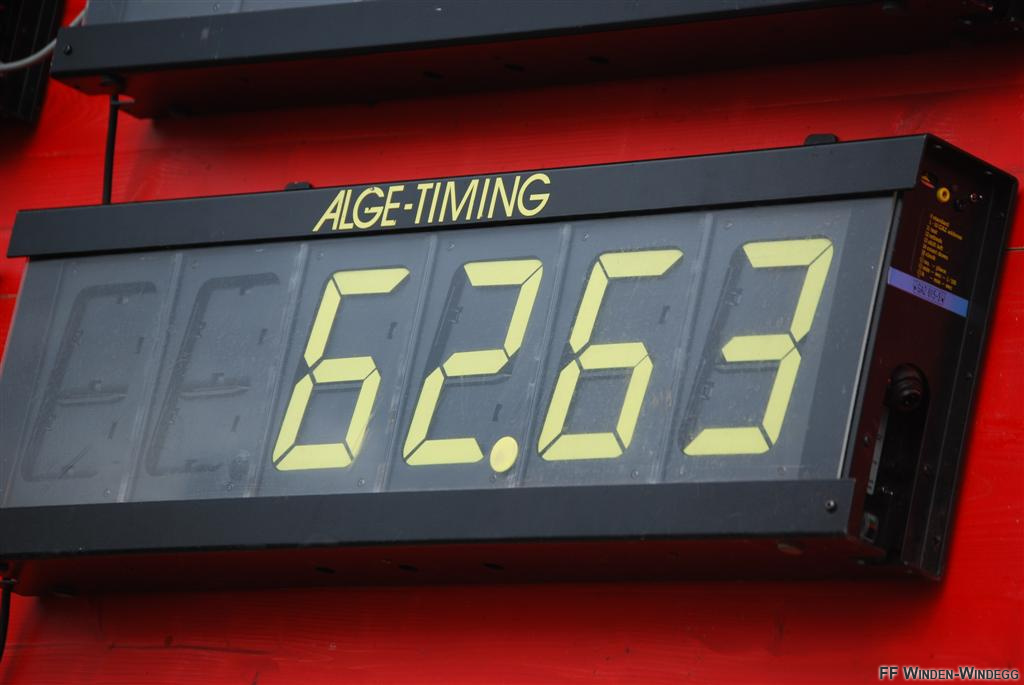 ALGE-TIMING
62.63
FF WINDEN-WINDEGG